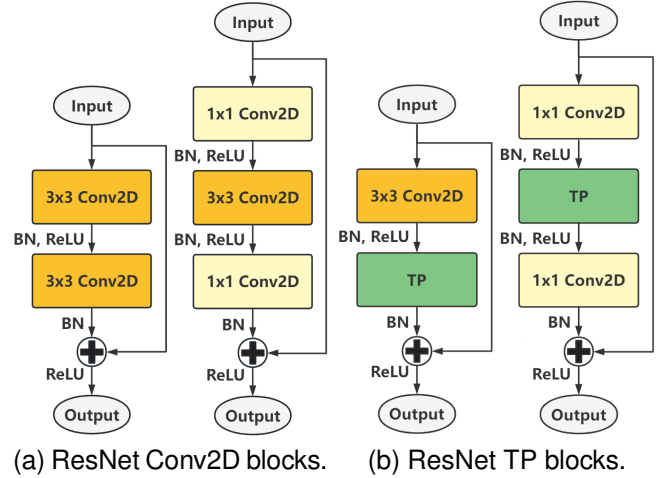 Input
3x3 Conv2D
BN, ReLU
3x3 Conv2D
BN
ReLU
Output
Input
1x1 Conv2D
BN, ReLU
3x3 Conv2D
BN, ReLU
1x1 Conv2D
BN
ReLU
Output
(a) ResNet Conv2D blocks.
Input
3x3 Conv2D
BN, ReLU
TP
BN
ReLU
Output
Input
1x1 Conv2D
BN, ReLU
TP
BN, ReLU
1x1 Conv2D
BN
ReLU
Output
(b) ResNet TP blocks.